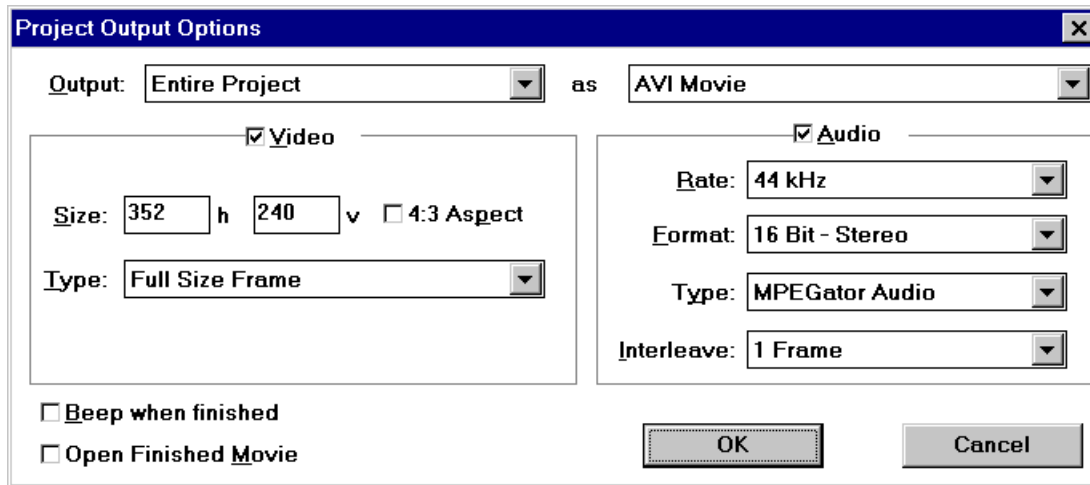 Project Output Options
Output: Entire Project as AVI Movie
Video
Size: 352 h 240 v 4:3 Aspect
Type: Full Size Frame
Audio
Rate: 44 kHz
Format: 16 Bit - Stereo
Type: MPEGator Audio
Interleave: 1 Frame
Beep when finished
Open Finished Movie
OK
Cancel